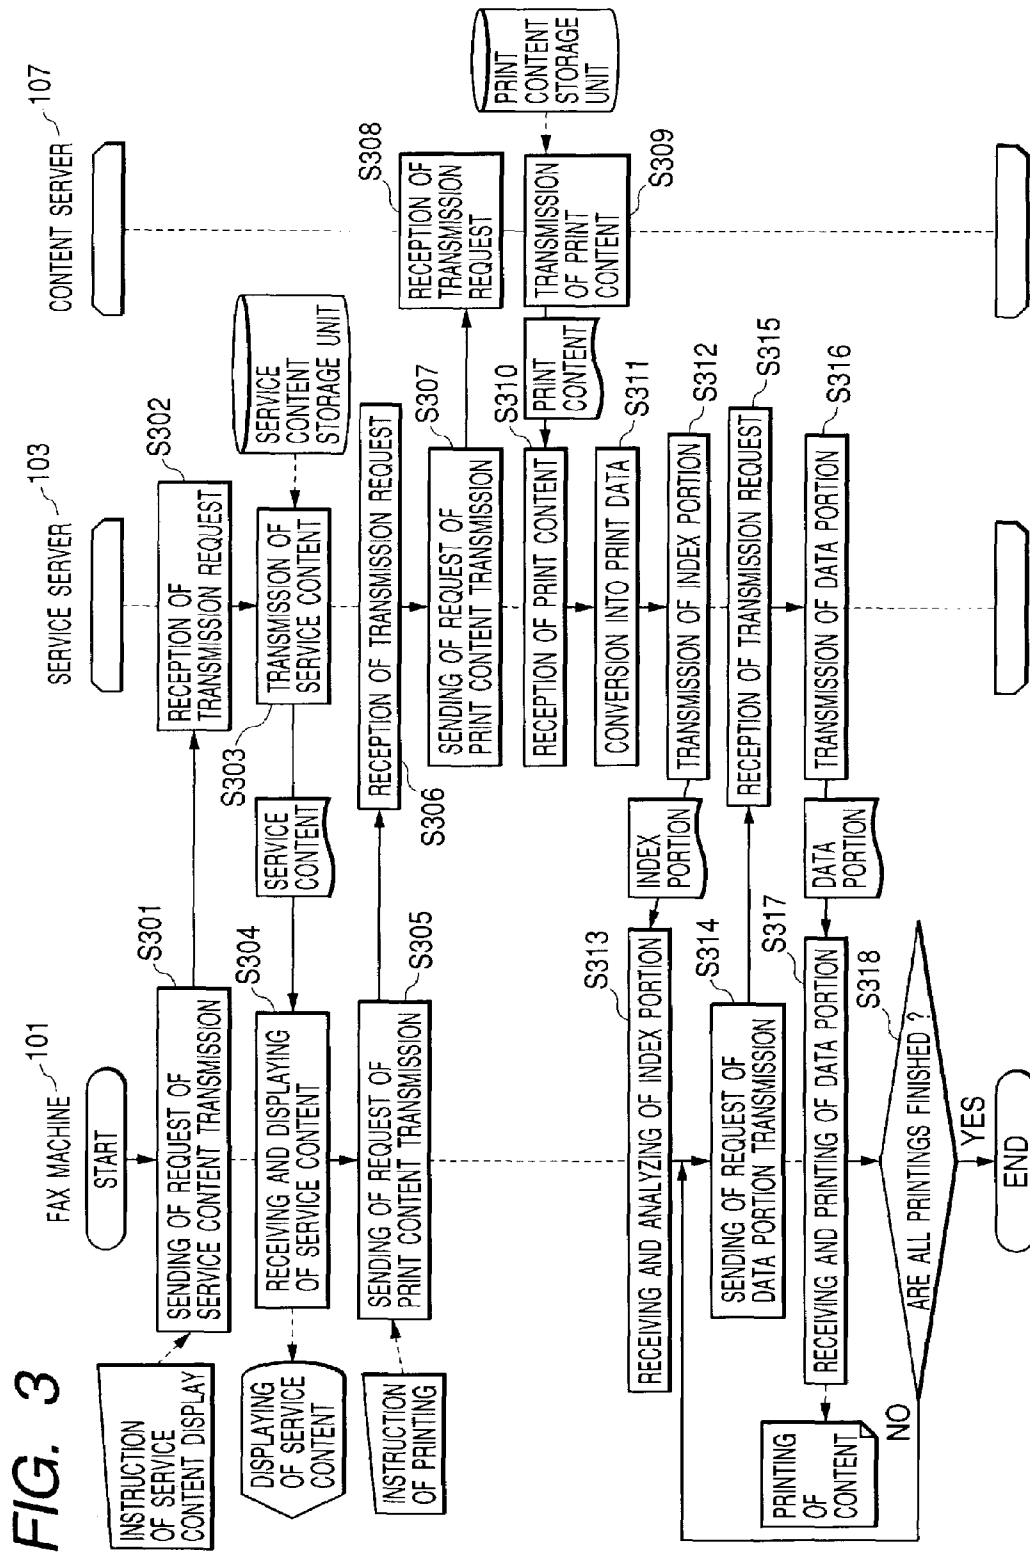 FIG. 3
FAX MACHINE 101
SERVICE SERVER 103
CONTENT SERVER 107
START
INSTRUCTION
OF SERVICE
CONTENT DISPLAY
S301
SENDING OF REQUEST OF
SERVICE CONTENT TRANSMISSION
S302
RECEPTION OF
TRANSMISSION REQUEST
S303
TRANSMISSION OF
SERVICE CONTENT
SERVICE
CONTENT
STORAGE UNIT
SERVICE
CONTENT
S304
RECEIVING AND DISPLAYING
OF SERVICE CONTENT
DISPLAYING
OF SERVICE
CONTENT
INSTRUCTION
OF PRINTING
S305
SENDING OF REQUEST OF
PRINT CONTENT TRANSMISSION
RECEPTION OF TRANSMISSION REQUEST
S306
S307
SENDING OF REQUEST OF
PRINT CONTENT TRANSMISSION
S308
RECEPTION OF
TRANSMISSION
REQUEST
PRINT
CONTENT
STORAGE
UNIT
TRANSMISSION
OF PRINT
CONTENT
S309
PRINT
CONTENT
S310
RECEPTION OF PRINT CONTENT
S311
CONVERSION INTO PRINT DATA
S312
TRANSMISSION OF INDEX PORTION
INDEX
PORTION
S313
RECEIVING AND ANALYZING OF INDEX PORTION
S314
SENDING OF REQUEST OF
DATA PORTION TRANSMISSION
S315
RECEPTION OF TRANSMISSION REQUEST
S316
TRANSMISSION OF DATA PORTION
DATA
PORTION
S317
RECEIVING AND PRINTING OF DATA PORTION
PRINTING
OF
CONTENT
S318
ARE ALL PRINTINGS FINISHED ?
NO
YES
END